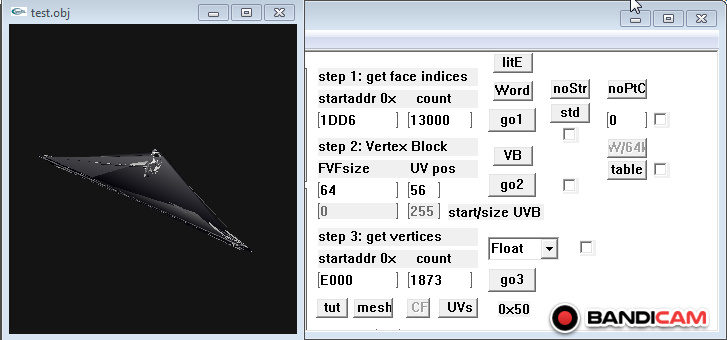 test.obj
litE
step 1: get face indices
Word noStr noPtC
startaddr 0x count
std
1DD6 13000 go1 0
step 2: Vertex Block
VB
FVFsize UV pos
table
64 56 go2
0 255 start/size UVB
step 3: get vertices
Float
startaddr 0x count
E000 1873 go3
tut mesh CF UVs 0x50
BANDICAM